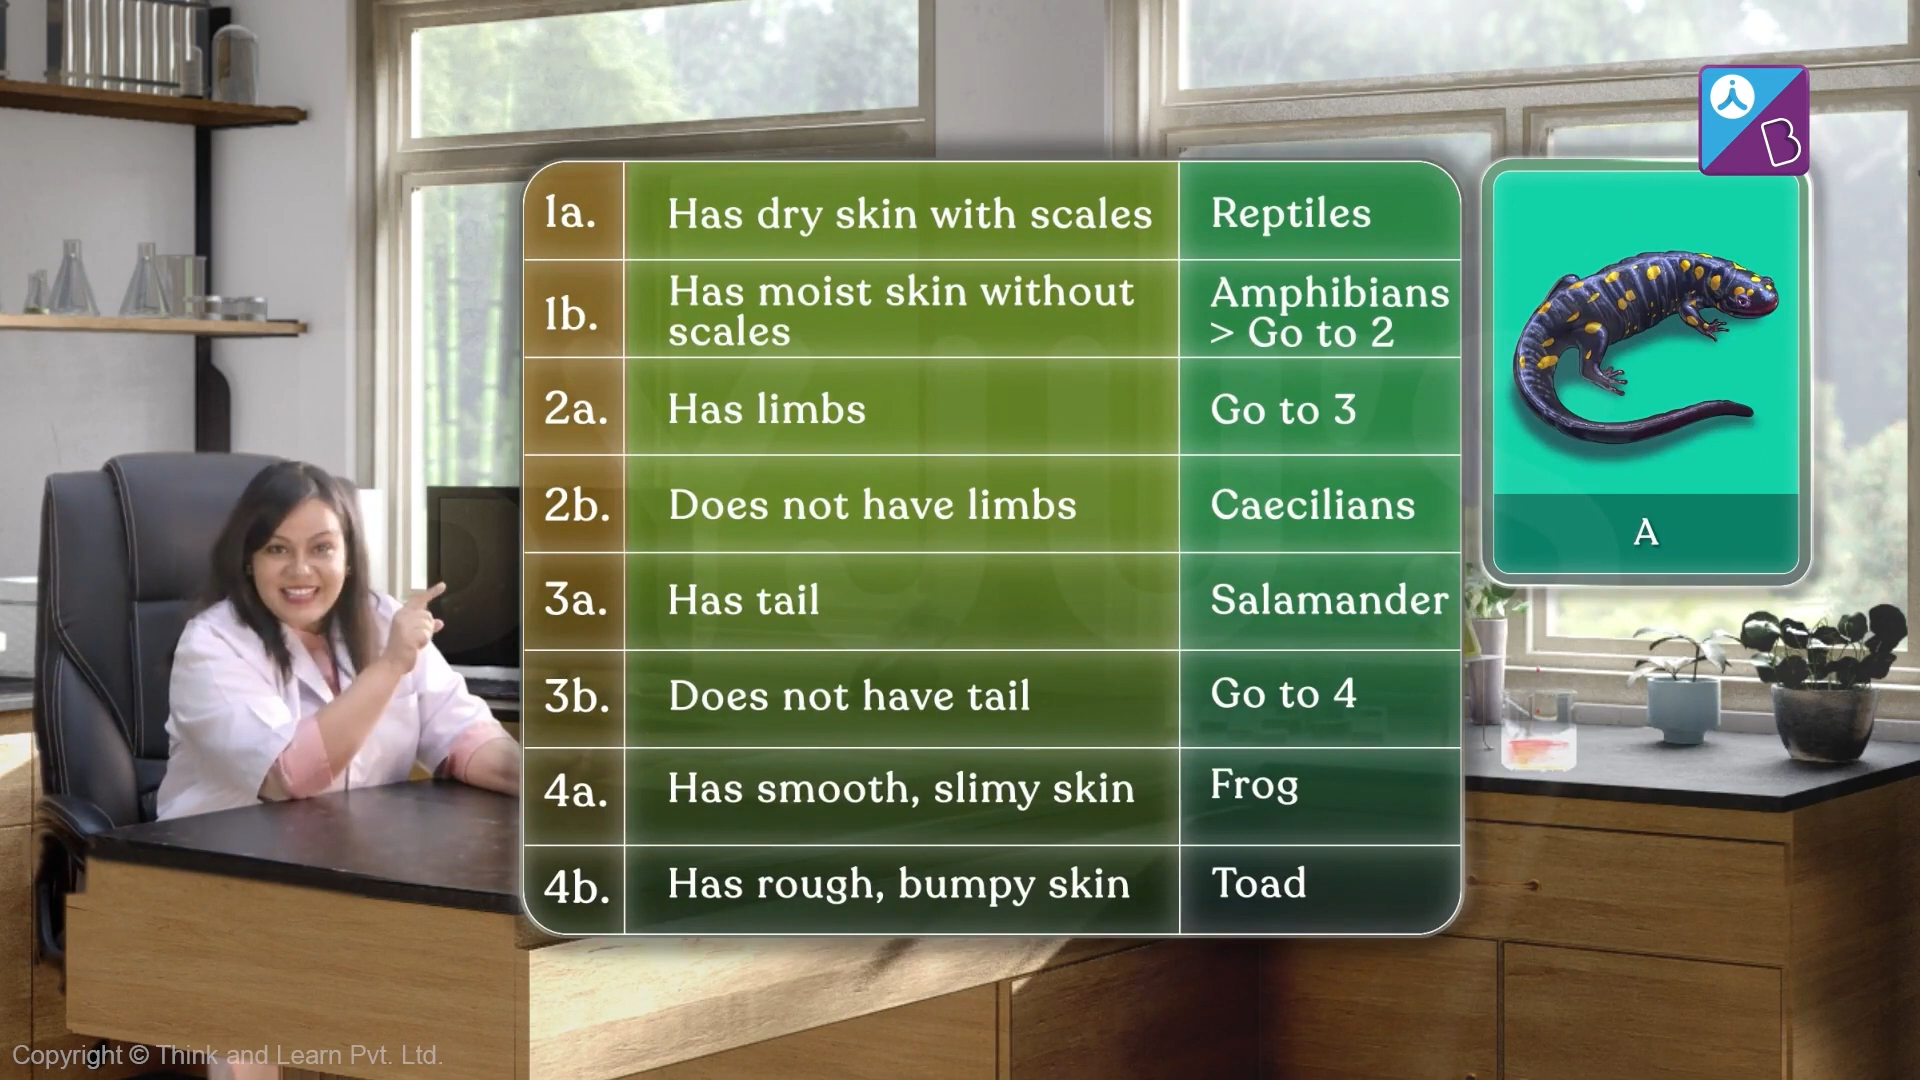 1a. Has dry skin with scales Reptiles
1b. Has moist skin without scales Amphibians > Go to 2
2a. Has limbs Go to 3
2b. Does not have limbs Caecilians
3a. Has tail Salamander
3b. Does not have tail Go to 4
4a. Has smooth, slimy skin Frog
4b. Has rough, bumpy skin Toad
A
B
Copyright © Think and Learn Pvt. Ltd.